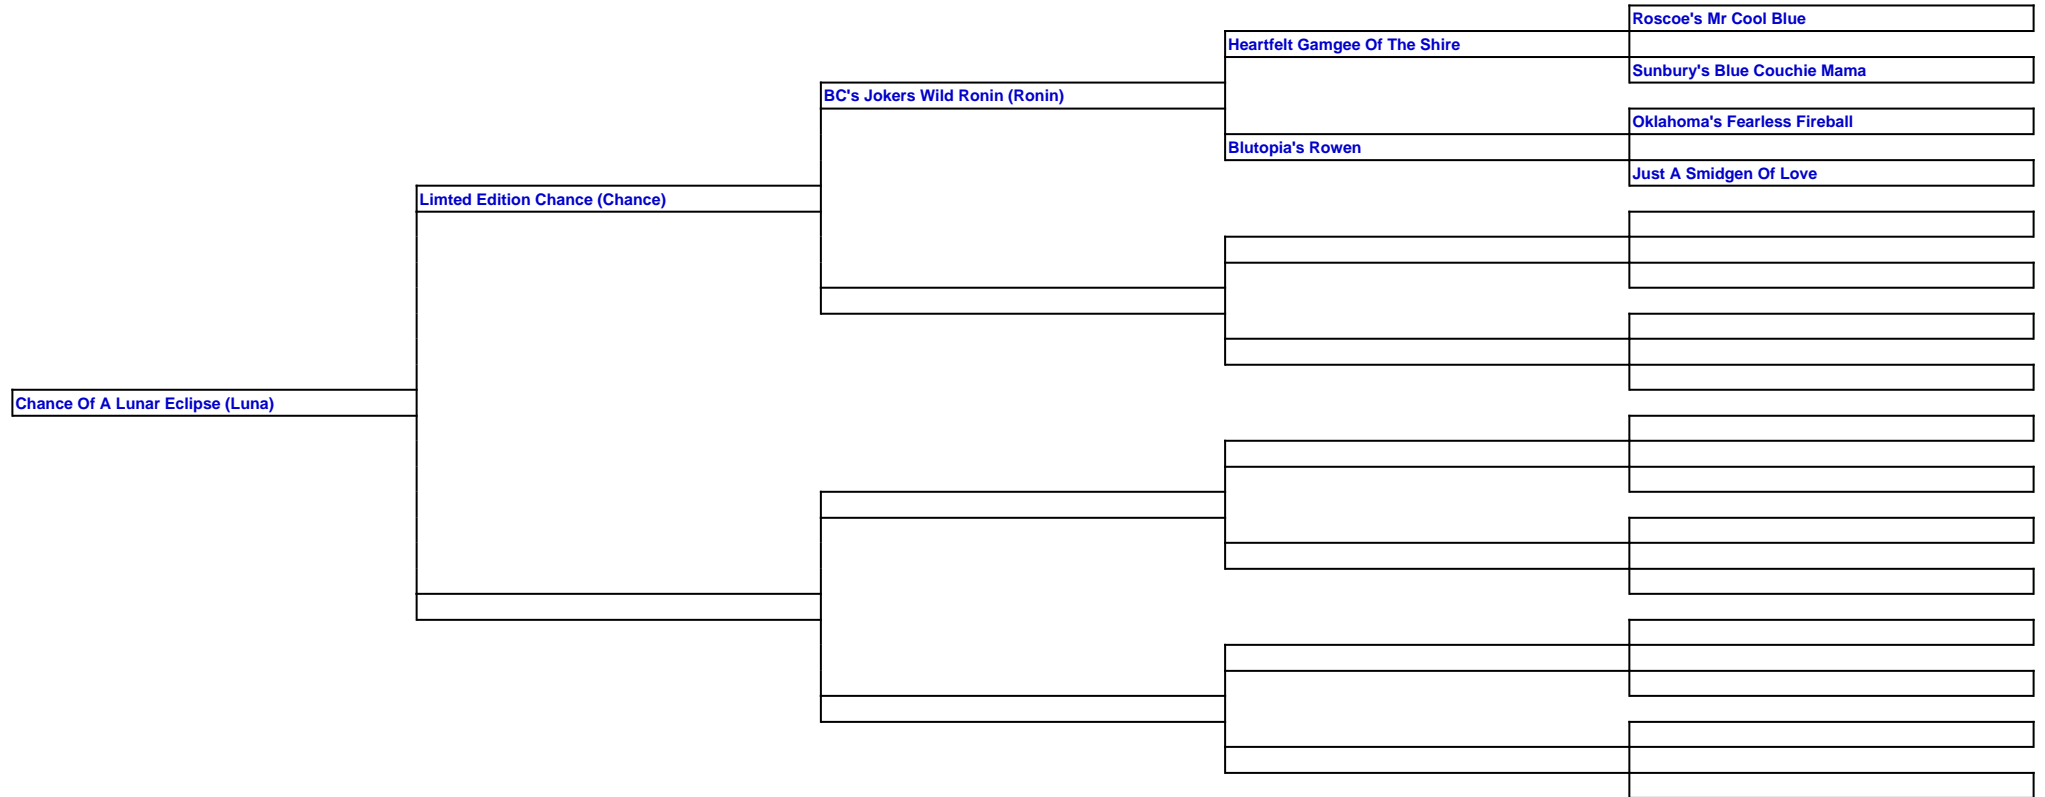 Roscoe's Mr Cool Blue
Heartfelt Gamgee Of The Shire
Sunbury's Blue Couchie Mama
BC's Jokers Wild Ronin (Ronin)
Oklahoma's Fearless Fireball
Blutopia's Rowen
Just A Smidgen Of Love
Limted Edition Chance (Chance)
Chance Of A Lunar Eclipse (Luna)